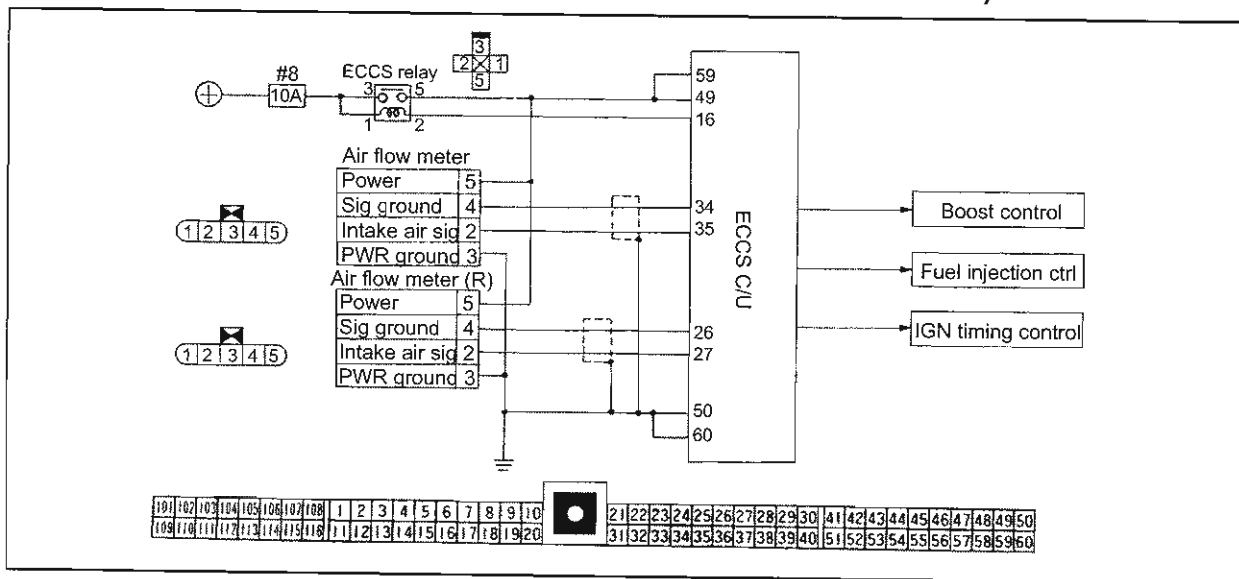 3
2 1
5
#8
10A
ECCS relay
3 5
1 2
59
49
16
Air flow meter
Power 5
Sig ground 4
Intake air sig 2
PWR ground 3
1 2 3 4 5
34
35
ECCS C/U
Boost control
Fuel injection ctrl
IGN timing control
Air flow meter (R)
Power 5
Sig ground 4
Intake air sig 2
PWR ground 3
1 2 3 4 5
26
27
50
60
101 102 103 104 105 106 107 108 1 2 3 4 5 6 7 8 9 10 21 22 23 24 25 26 27 28 29 30 41 42 43 44 45 46 47 48 49 50
109 110 111 112 113 114 115 116 11 12 13 14 15 16 17 18 19 20 31 32 33 34 35 36 37 38 39 40 51 52 53 54 55 56 57 58 59 60